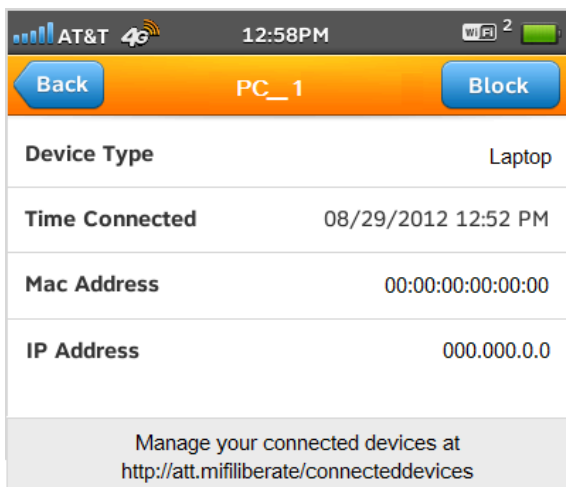 AT&T 4G 12:58PM WiFi 2
Back PC_1 Block
Device Type Laptop
Time Connected 08/29/2012 12:52 PM
Mac Address 00:00:00:00:00:00
IP Address 000.000.0.0
Manage your connected devices at
http://att.mifiliberate/connecteddevices